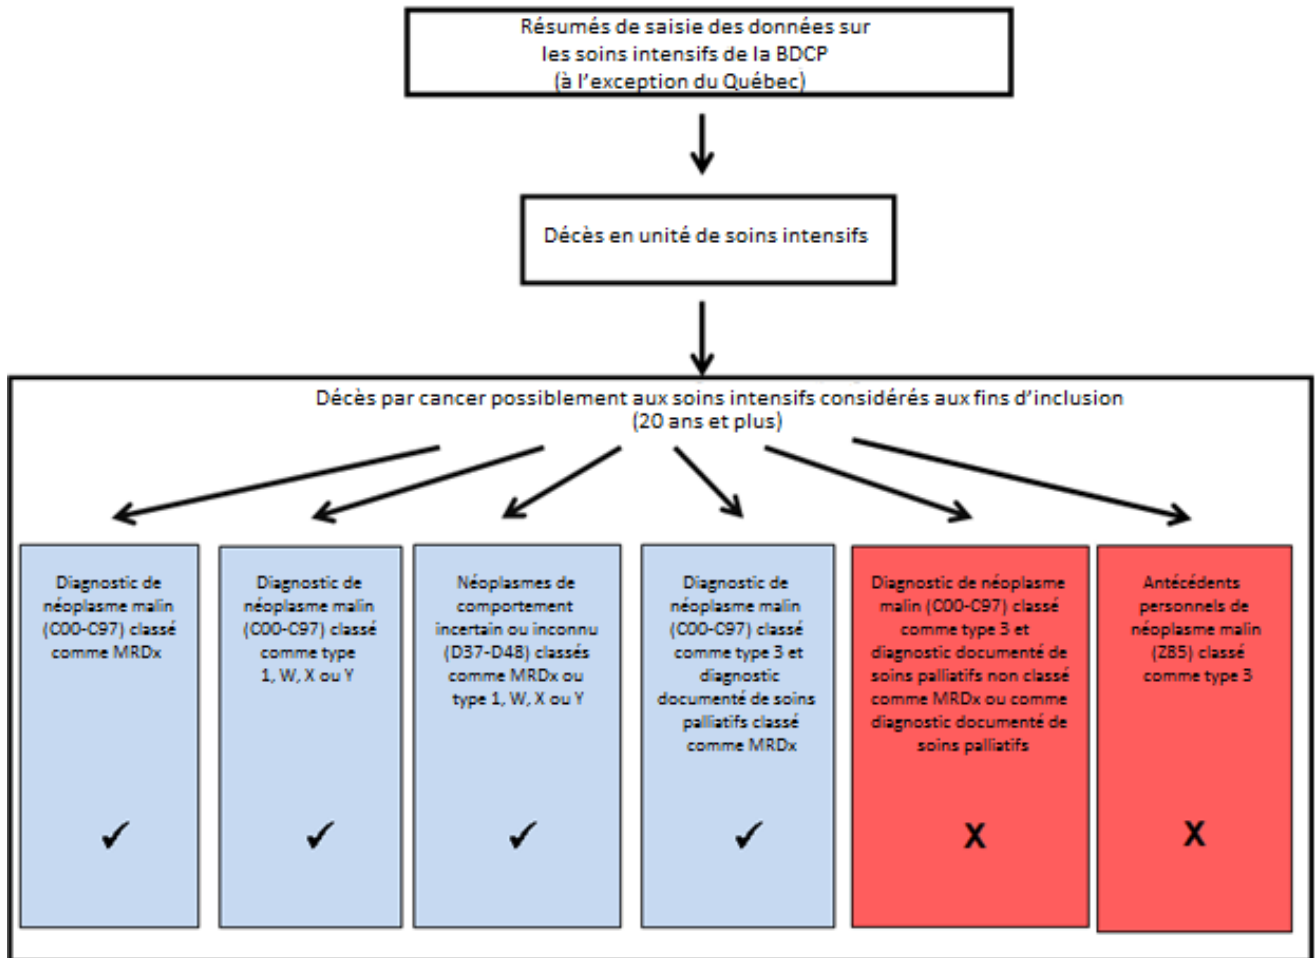 Résumés de saisie des données sur
les soins intensifs de la BDCP
(à l'exception du Québec)
Décès en unité de soins intensifs
Décès par cancer possiblement aux soins intensifs considérés aux fins d'inclusion
(20 ans et plus)
Diagnostic de
néoplasme malin
(C00-C97) classé
comme MRDx
✓
Diagnostic de
néoplasme malin
(C00-C97) classé
comme type
1, W, X ou Y
✓
Néoplasmes de
comportement
incertain ou inconnu
(D37-D48) classés
comme MRDx ou
type 1, W, X ou Y
✓
Diagnostic de
néoplasme malin
(C00-C97) classé
comme type 3 et
diagnostic
documenté de soins
palliatifs classé
comme MRDx
✓
Diagnostic de néoplasme
malin (C00-C97) classé
comme type 3 et
diagnostic documenté de
soins palliatifs non classé
comme MRDx ou comme
diagnostic documenté de
soins palliatifs
X
Antécédents
personnels de
néoplasme malin
(Z85) classé
comme type 3
X